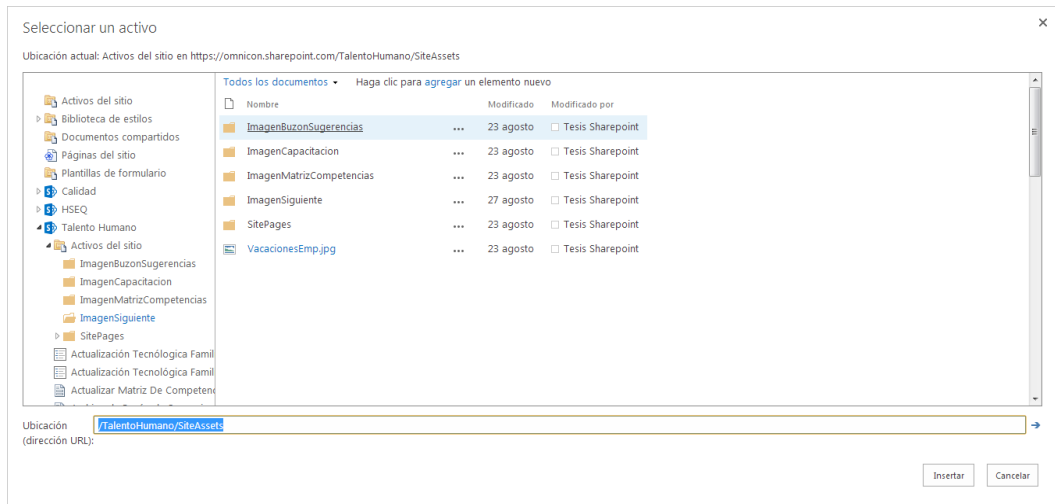 Seleccionar un activo
Ubicación actual: Activos del sitio en https://omnicon.sharepoint.com/TalentoHumano/SiteAssets
Activos del sitio
Biblioteca de estilos
Documentos compartidos
Páginas del sitio
Plantillas de formulario
Calidad
HSEQ
Talento Humano
Activos del sitio
ImagenBuzonSugerencias
ImagenCapacitacion
ImagenMatrizCompetencias
ImagenSiguiente
SitePages
Actualización Tecnólogica Famil
Actualización Tecnológica Famil
Actualizar Matriz De Competenc
Todos los documentos Haga clic para agregar un elemento nuevo
Nombre Modificado Modificado por
ImagenBuzonSugerencias ... 23 agosto Tesis Sharepoint
ImagenCapacitacion ... 23 agosto Tesis Sharepoint
ImagenMatrizCompetencias ... 23 agosto Tesis Sharepoint
ImagenSiguiente ... 27 agosto Tesis Sharepoint
SitePages ... 23 agosto Tesis Sharepoint
VacacionesEmp.jpg ... 23 agosto Tesis Sharepoint
Ubicación /TalentoHumano/SiteAssets
(dirección URL):
Insertar Cancelar